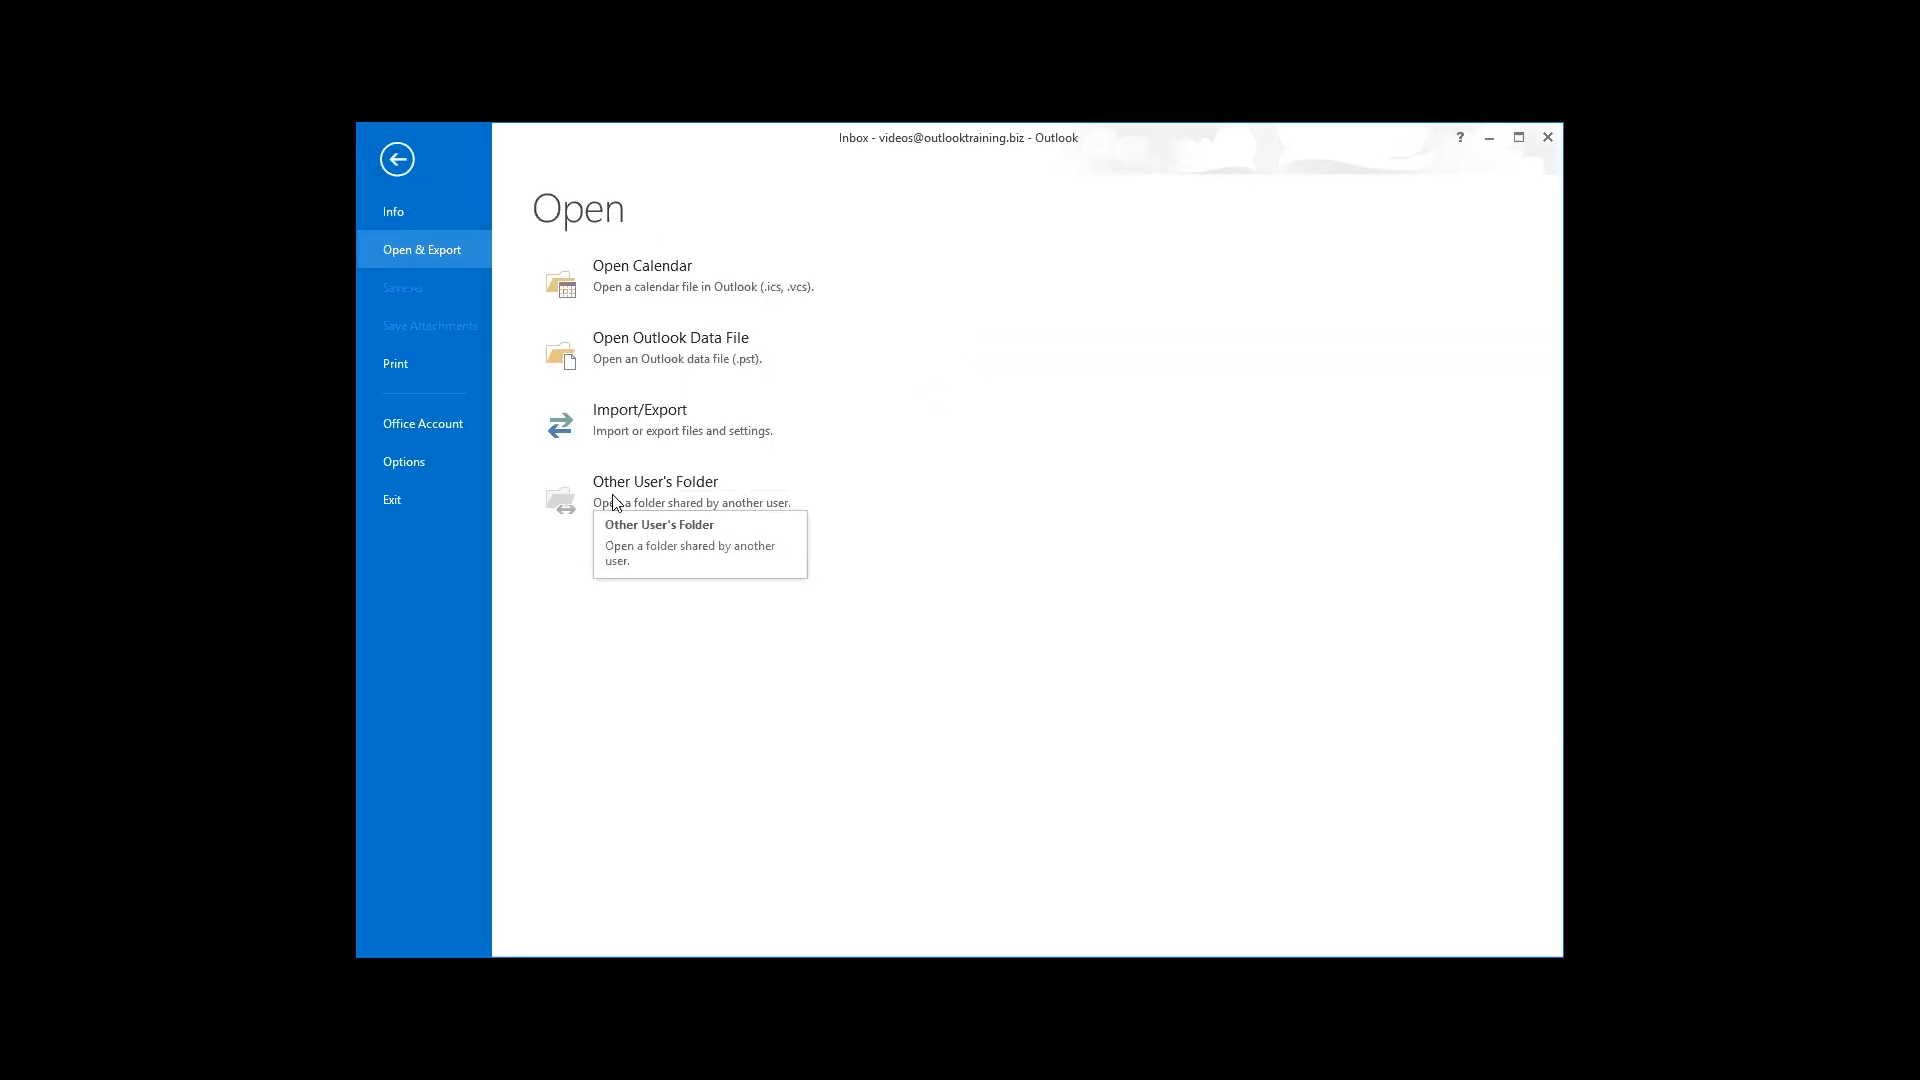 Inbox - videos@outlooktraining.biz - Outlook
?
Info
Open & Export
Save As
Save Attachments
Print
Office Account
Options
Exit
Open
Open Calendar
Open a calendar file in Outlook (.ics, .vcs).
Open Outlook Data File
Open an Outlook data file (.pst).
Import/Export
Import or export files and settings.
Other User's Folder
Open a folder shared by another user.
Other User's Folder
Open a folder shared by another
user.